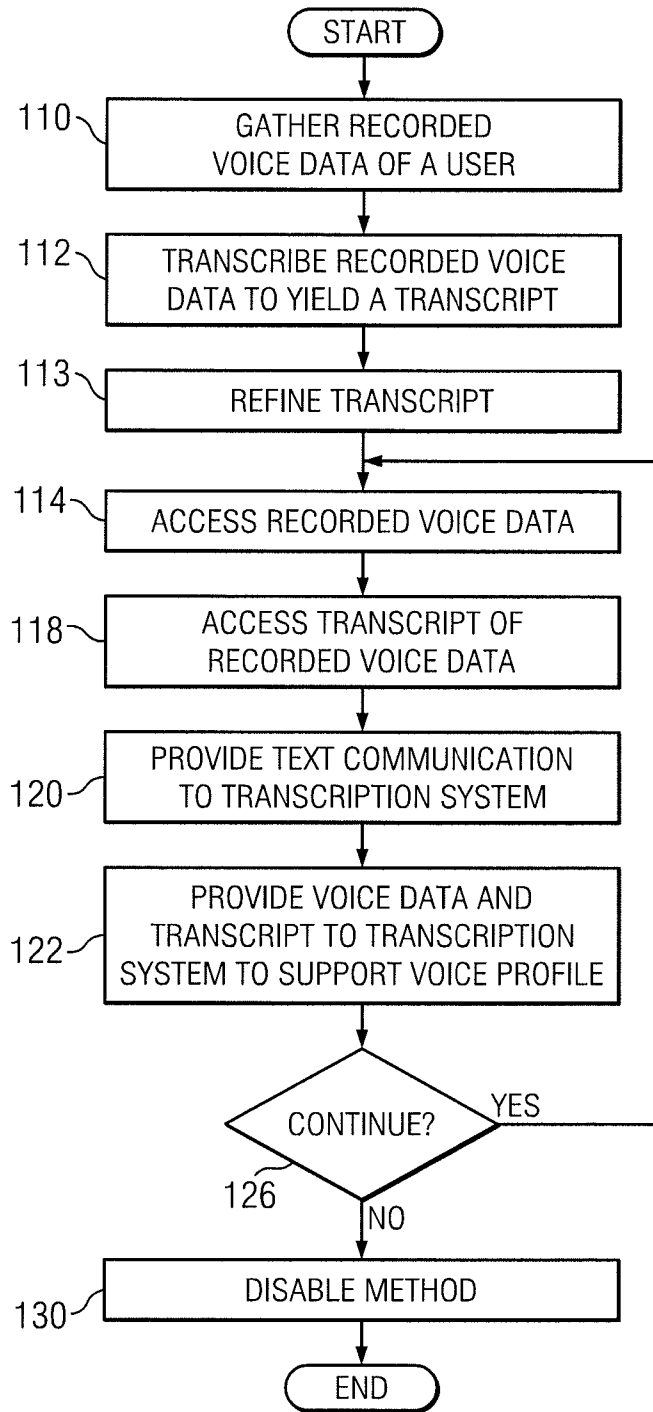 START
110
GATHER RECORDED
VOICE DATA OF A USER
112
TRANSCRIBE RECORDED VOICE
DATA TO YIELD A TRANSCRIPT
113
REFINE TRANSCRIPT
114
ACCESS RECORDED VOICE DATA
118
ACCESS TRANSCRIPT OF
RECORDED VOICE DATA
120
PROVIDE TEXT COMMUNICATION
TO TRANSCRIPTION SYSTEM
122
PROVIDE VOICE DATA AND
TRANSCRIPT TO TRANSCRIPTION
SYSTEM TO SUPPORT VOICE PROFILE
CONTINUE?
YES
126
NO
130
DISABLE METHOD
END